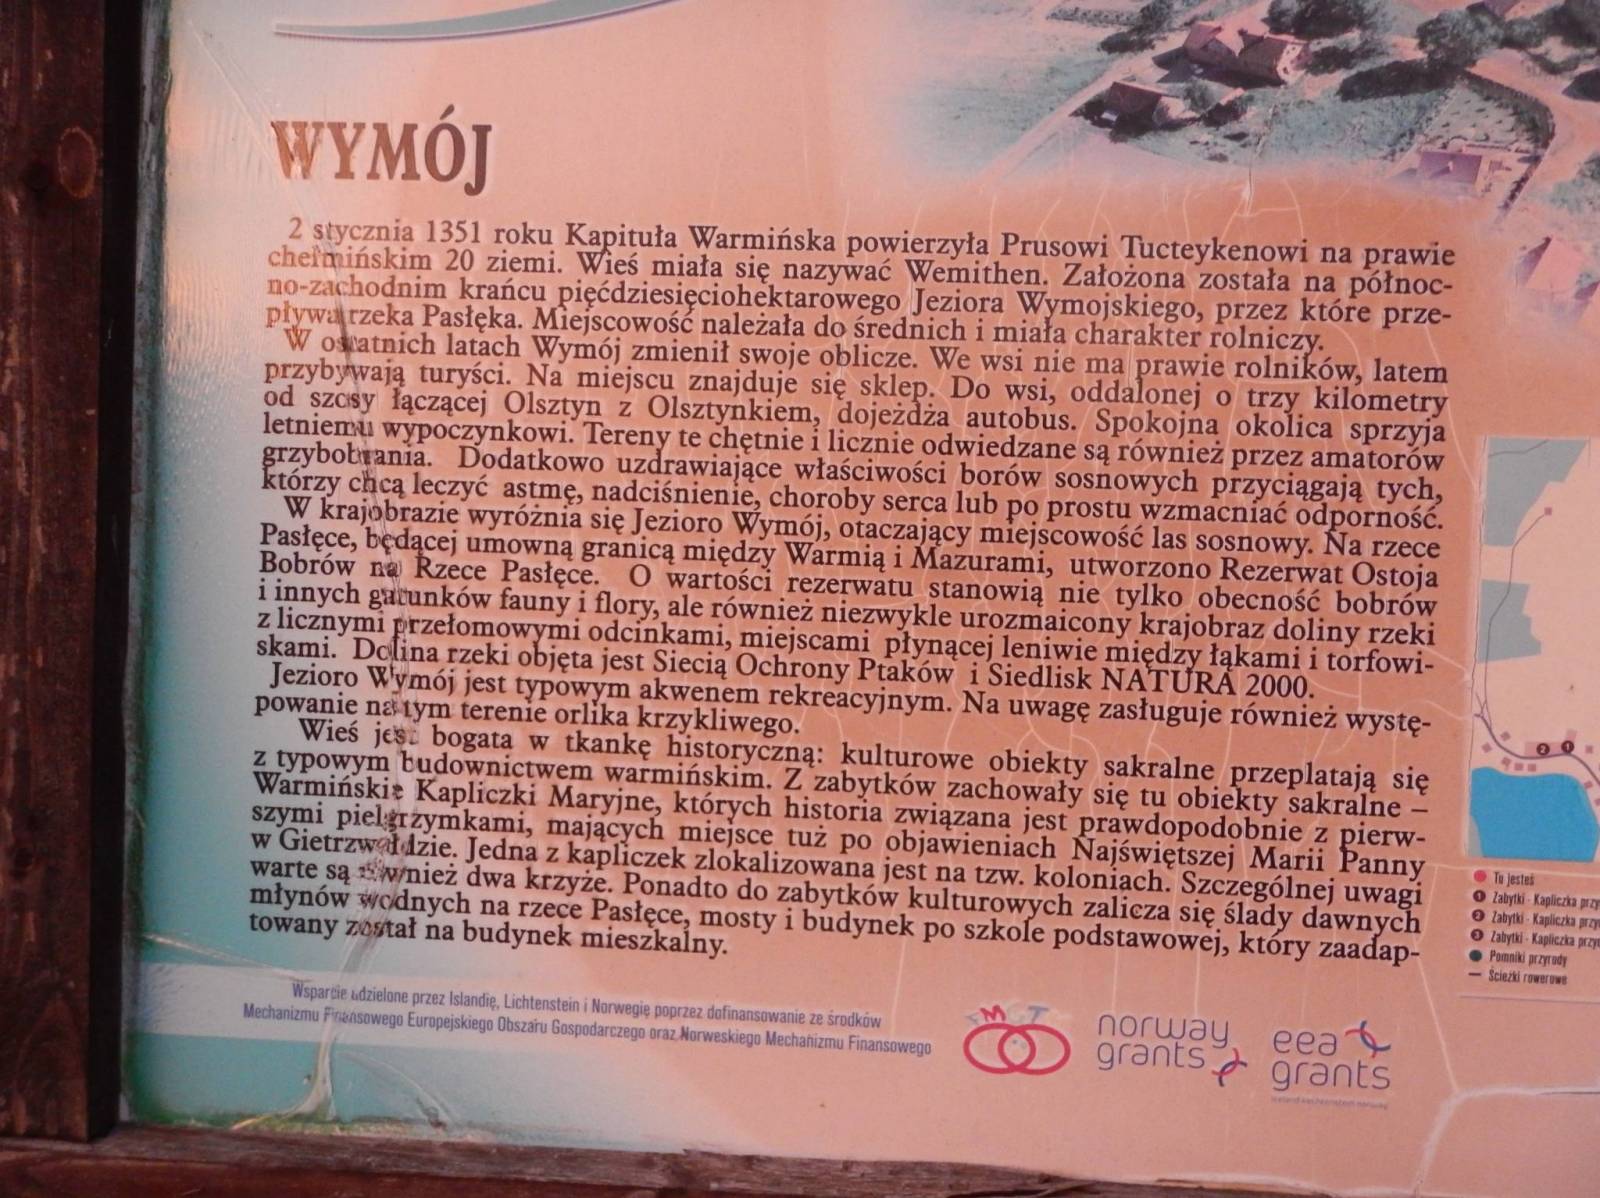 WYMÓJ
2 stycznia 1351 roku Kapituła Warmińska powierzyła Prusowi Tucteykenowi na prawie
chełmińskim 20 ziemi. Wieś miała się nazywać Wemithen. Założona została na północ-
no-zachodnim krańcu pięćdziesięciohektarowego Jeziora Wymojskiego, przez które prze-
pływa rzeka Pasłęka. Miejscowość należała do średnich i miała charakter rolniczy.
W ostatnich latach Wymój zmienił swoje oblicze. We wsi nie ma prawie rolników, latem
przybywają turyści. Na miejscu znajduje się sklep. Do wsi, oddalonej o trzy kilometry
od szosy łączącej Olsztyn z Olsztynkiem, dojeżdża autobus. Spokojna okolica sprzyja
letniemu wypoczynkowi. Tereny te chętnie i licznie odwiedzane są również przez amatorów
grzybobrania. Dodatkowo uzdrawiające właściwości borów sosnowych przyciągają tych,
którzy chcą leczyć astmę, nadciśnienie, choroby serca lub po prostu wzmacniać odporność.
W krajobrazie wyróżnia się Jezioro Wymój, otaczający miejscowość las sosnowy. Na rzece
Pasłęce, będącej umowną granicą między Warmią i Mazurami, utworzono Rezerwat Ostoja
Bobrów na Rzece Pasłęce. O wartości rezerwatu stanowią nie tylko obecność bobrów
i innych gatunków fauny i flory, ale również niezwykle urozmaicony krajobraz doliny rzeki
z licznymi przełomowymi odcinkami, miejscami płynącej leniwie między łąkami i torfowi-
skami. Dolina rzeki objęta jest Siecią Ochrony Ptaków i Siedlisk NATURA 2000.
Jezioro Wymój jest typowym akwenem rekreacyjnym. Na uwagę zasługuje również wystę-
powanie na tym terenie orlika krzykliwego.
Wieś jest bogata w tkankę historyczną: kulturowe obiekty sakralne przeplatają się
z typowym budownictwem warmińskim. Z zabytków zachowały się tu obiekty sakralne –
Warmińskie Kapliczki Maryjne, których historia związana jest prawdopodobnie z pierw-
szymi pielgrzymkami, mających miejsce tuż po objawieniach Najświętszej Marii Panny
w Gietrzwałdzie. Jedna z kapliczek zlokalizowana jest na tzw. koloniach. Szczególnej uwagi
warte są również dwa krzyże. Ponadto do zabytków kulturowych zalicza się ślady dawnych
młynów wodnych na rzece Pasłęce, mosty i budynek po szkole podstawowej, który zaadap-
towany został na budynek mieszkalny.
Wsparcie udzielone przez Islandię, Lichtenstein i Norwegię poprzez dofinansowanie ze środków
Mechanizmu Finansowego Europejskiego Obszaru Gospodarczego oraz Norweskiego Mechanizmu Finansowego
norway
grants
eea
grants
2 1
Tu jesteś
1 Zabytki - Kapliczka przy
2 Zabytki - Kapliczka przy
3 Zabytki - Kapliczka przy
Pomniki przyrody
Ścieżki rowerowe